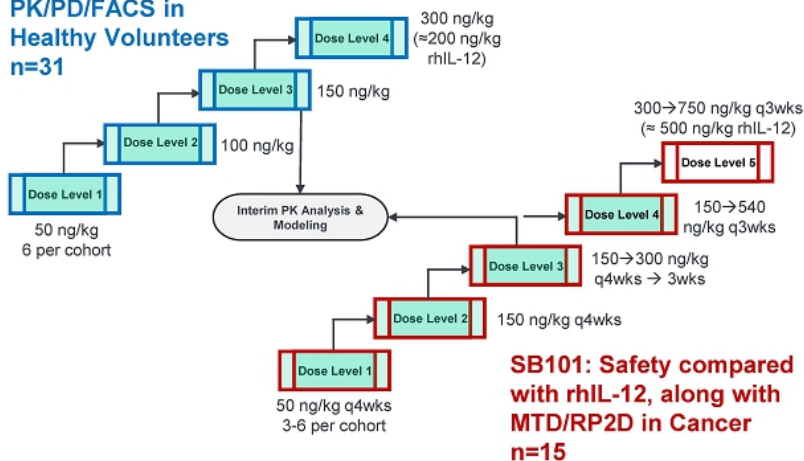 PK/PD/FACS in
Healthy Volunteers
n=31
Dose Level 4
300 ng/kg
(≈200 ng/kg
rhIL-12)
Dose Level 3
150 ng/kg
Dose Level 2
100 ng/kg
Dose Level 1
50 ng/kg
6 per cohort
Interim PK Analysis &
Modeling
300→750 ng/kg q3wks
(≈ 500 ng/kg rhIL-12)
Dose Level 5
Dose Level 4
150→540
ng/kg q3wks
Dose Level 3
150→300 ng/kg
q4wks → 3wks
Dose Level 2
150 ng/kg q4wks
Dose Level 1
50 ng/kg q4wks
3-6 per cohort
SB101: Safety compared
with rhIL-12, along with
MTD/RP2D in Cancer
n=15